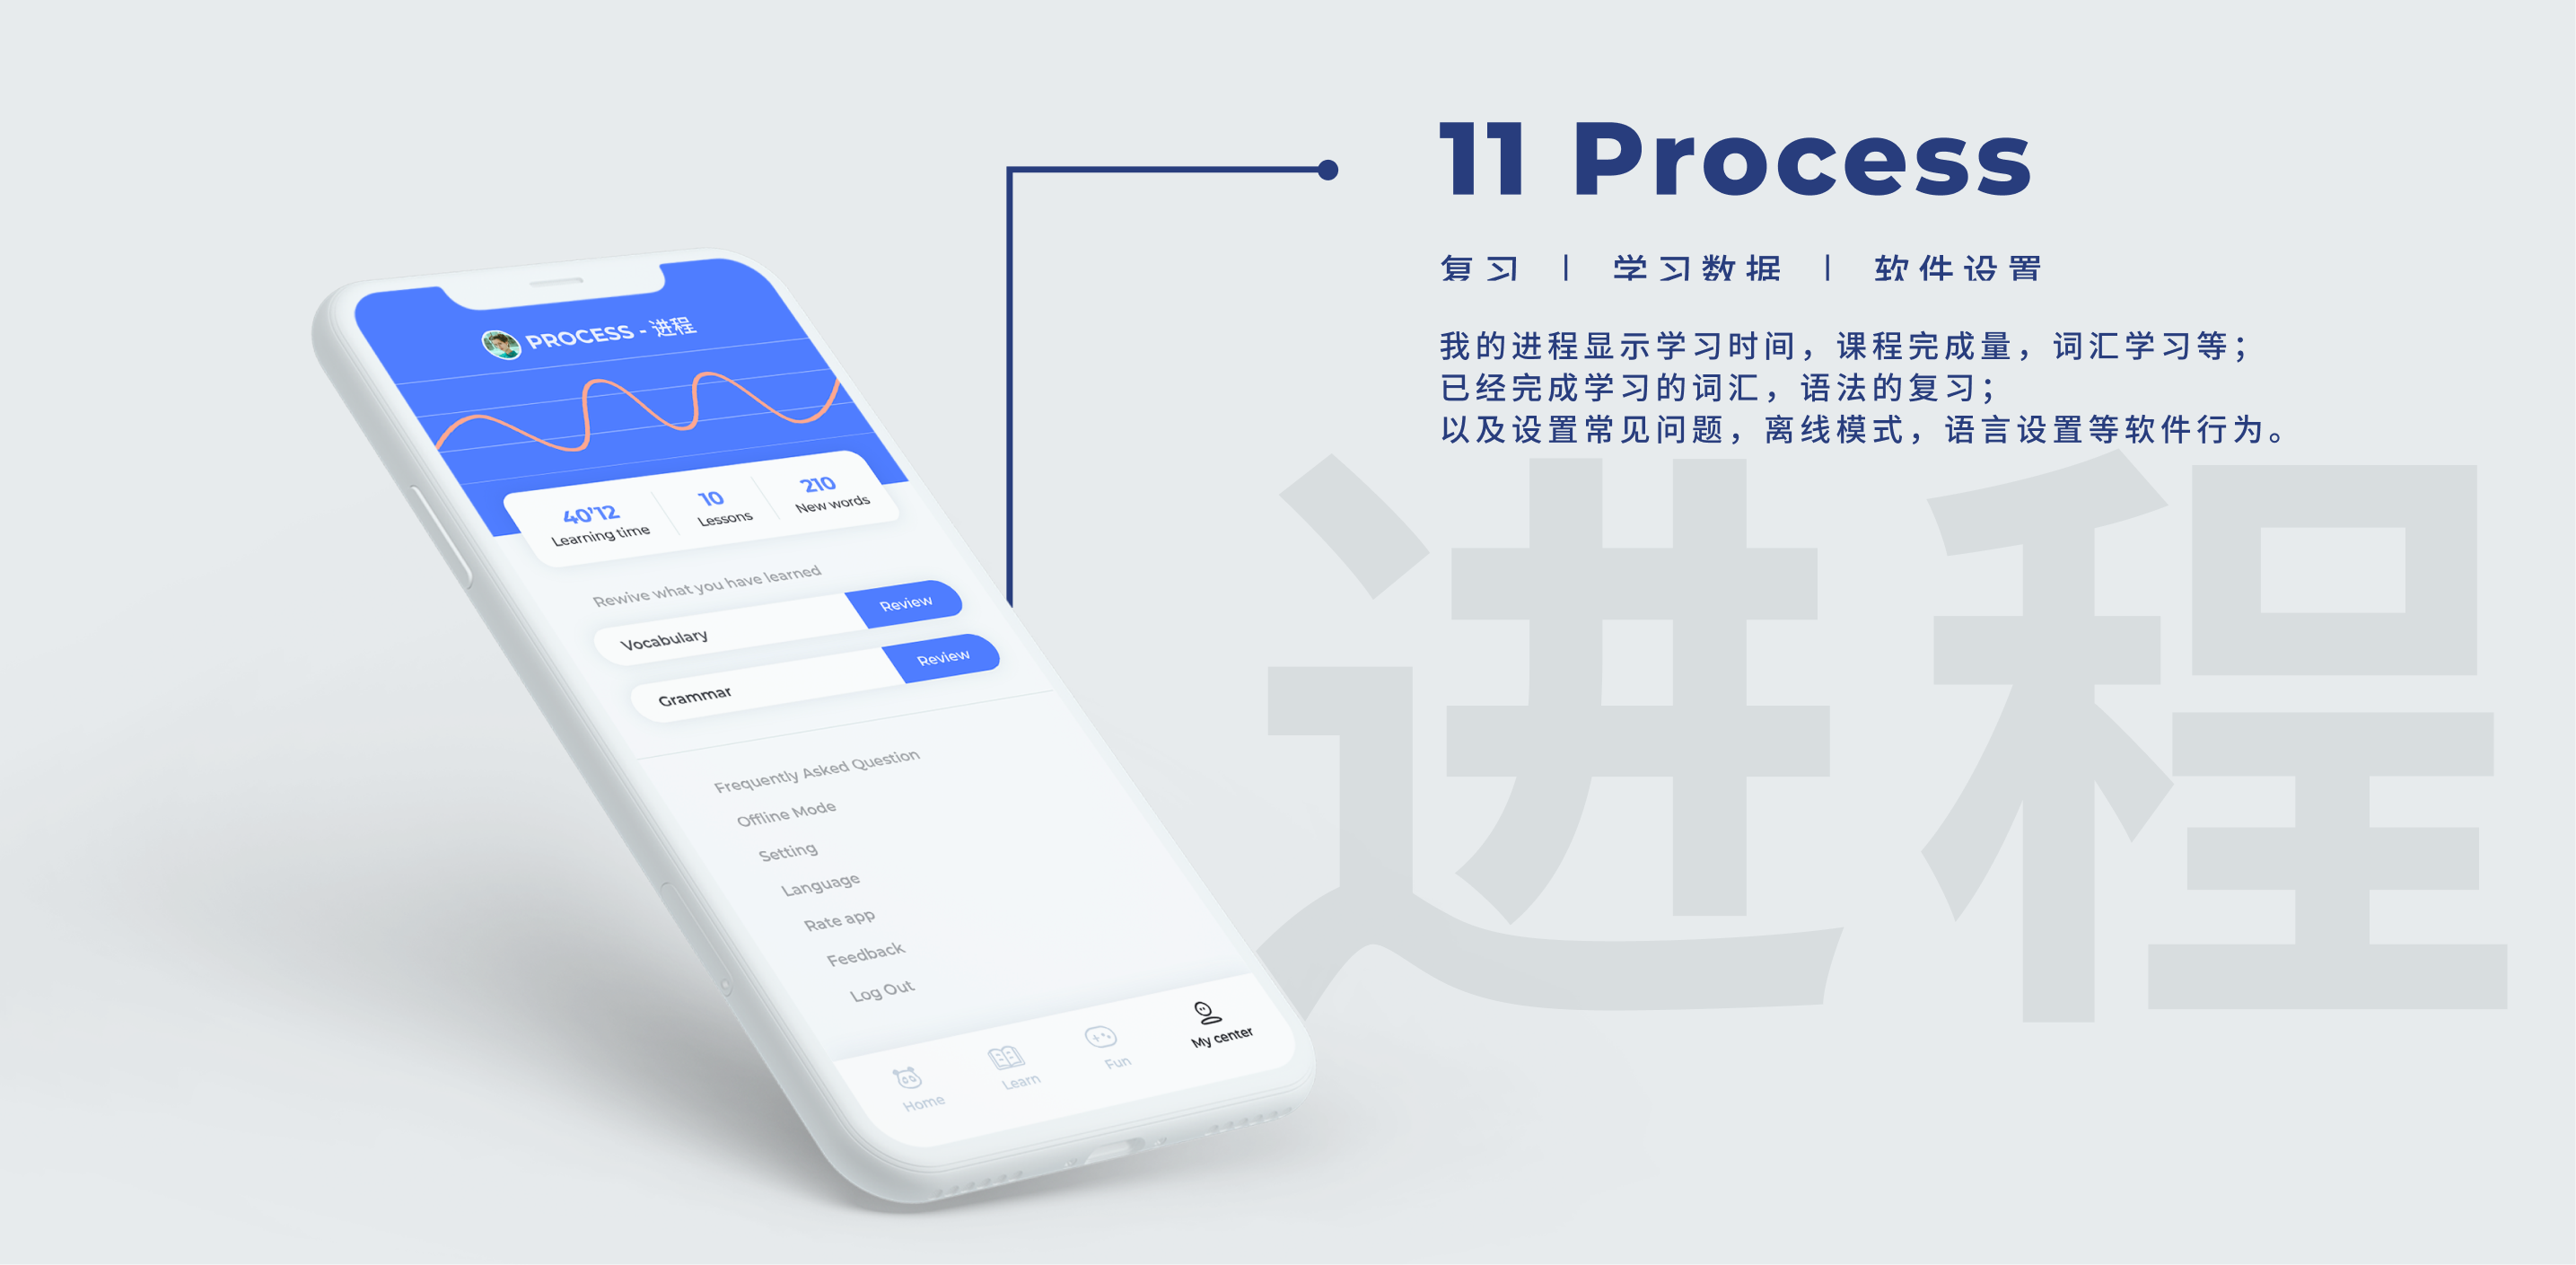 11 Process
复习 | 学习数据 | 软件设置
我的进程显示学习时间，课程完成量，词汇学习等；
已经完成学习的词汇，语法的复习；
以及设置常见问题，离线模式，语言设置等软件行为。
进程
PROCESS - 进程
40'12 10 210
Learning time Lessons New words
Rewive what you have learned
Vocabulary Review
Grammar Review
Frequently Asked Question
Offline Mode
Setting
Language
Rate app
Feedback
Log Out
Home Learn Fun My center